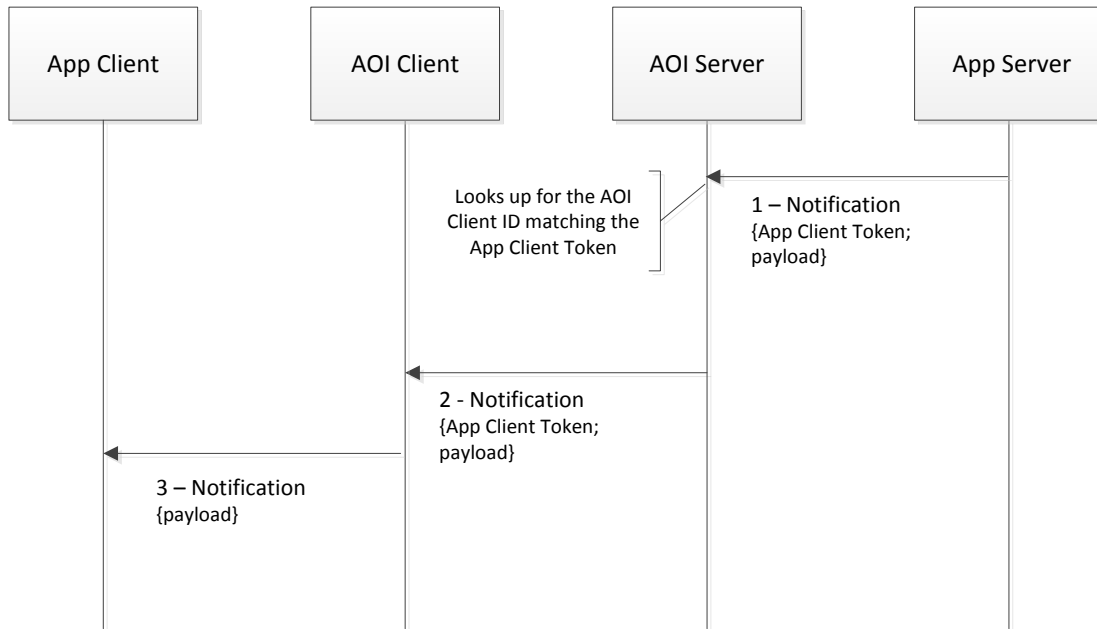 App Client
AOI Client
AOI Server
App Server
Looks up for the AOI
Client ID matching the
App Client Token
1 – Notification
{App Client Token;
payload}
2 - Notification
{App Client Token;
payload}
3 – Notification
{payload}